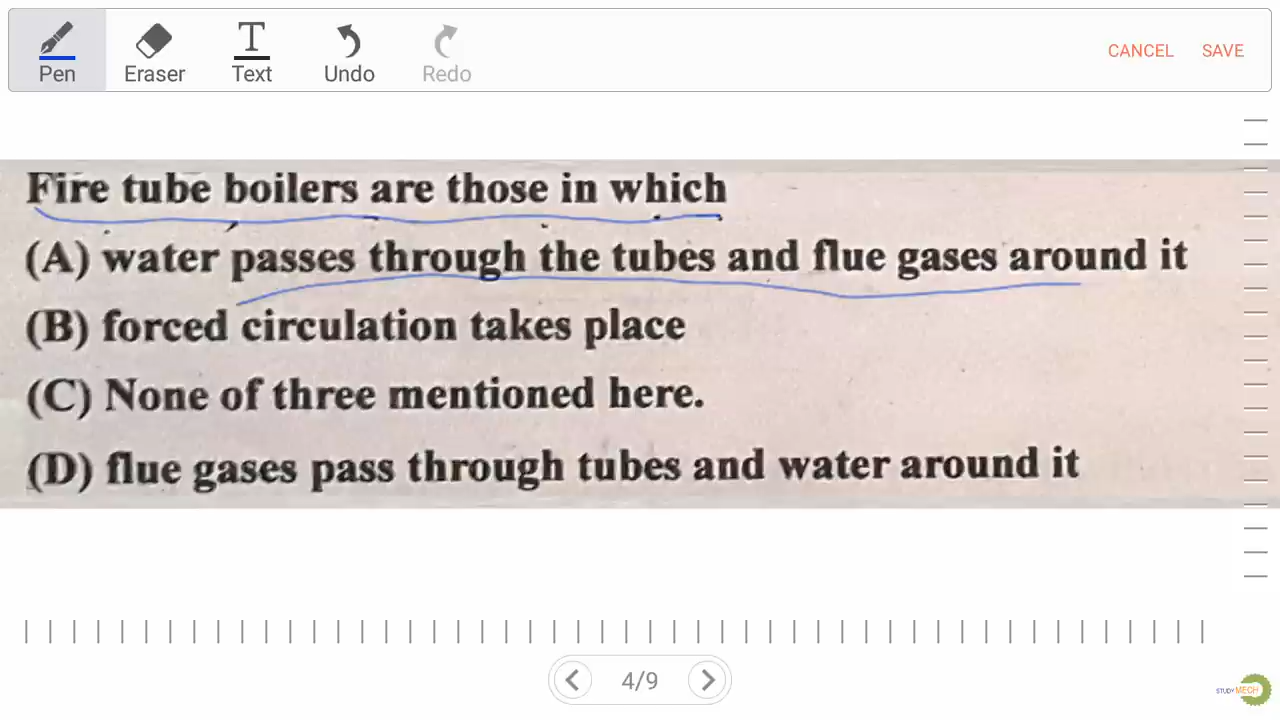 Pen
Eraser
Text
Undo
Redo
CANCEL
SAVE
Fire tube boilers are those in which
(A) water passes through the tubes and flue gases around it
(B) forced circulation takes place
(C) None of three mentioned here.
(D) flue gases pass through tubes and water around it
4/9
STUDY MECH